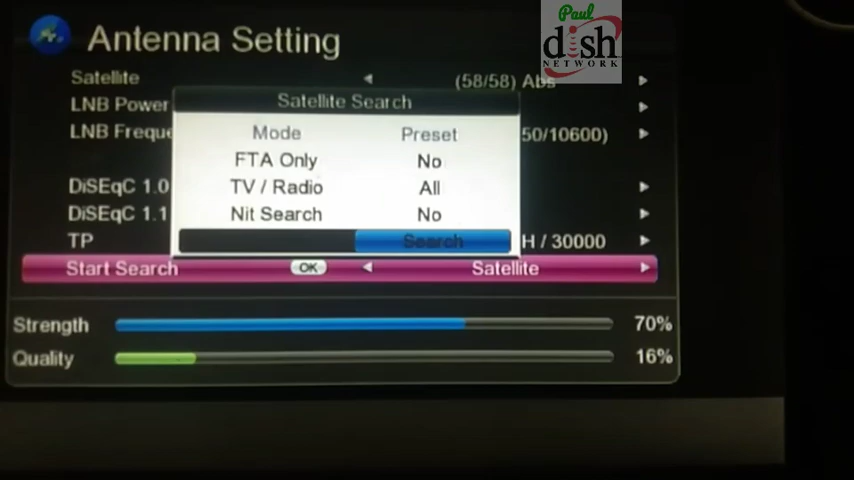 Paul
dish
NETWORK
Antenna Setting
Satellite (58/58) Abs
LNB Power
LNB Freque 50/10600)
DiSEqC 1.0
DiSEqC 1.1
TP H / 30000
Satellite Search
Mode Preset
FTA Only No
TV / Radio All
Nit Search No
Search
Start Search OK Satellite
Strength 70%
Quality 16%